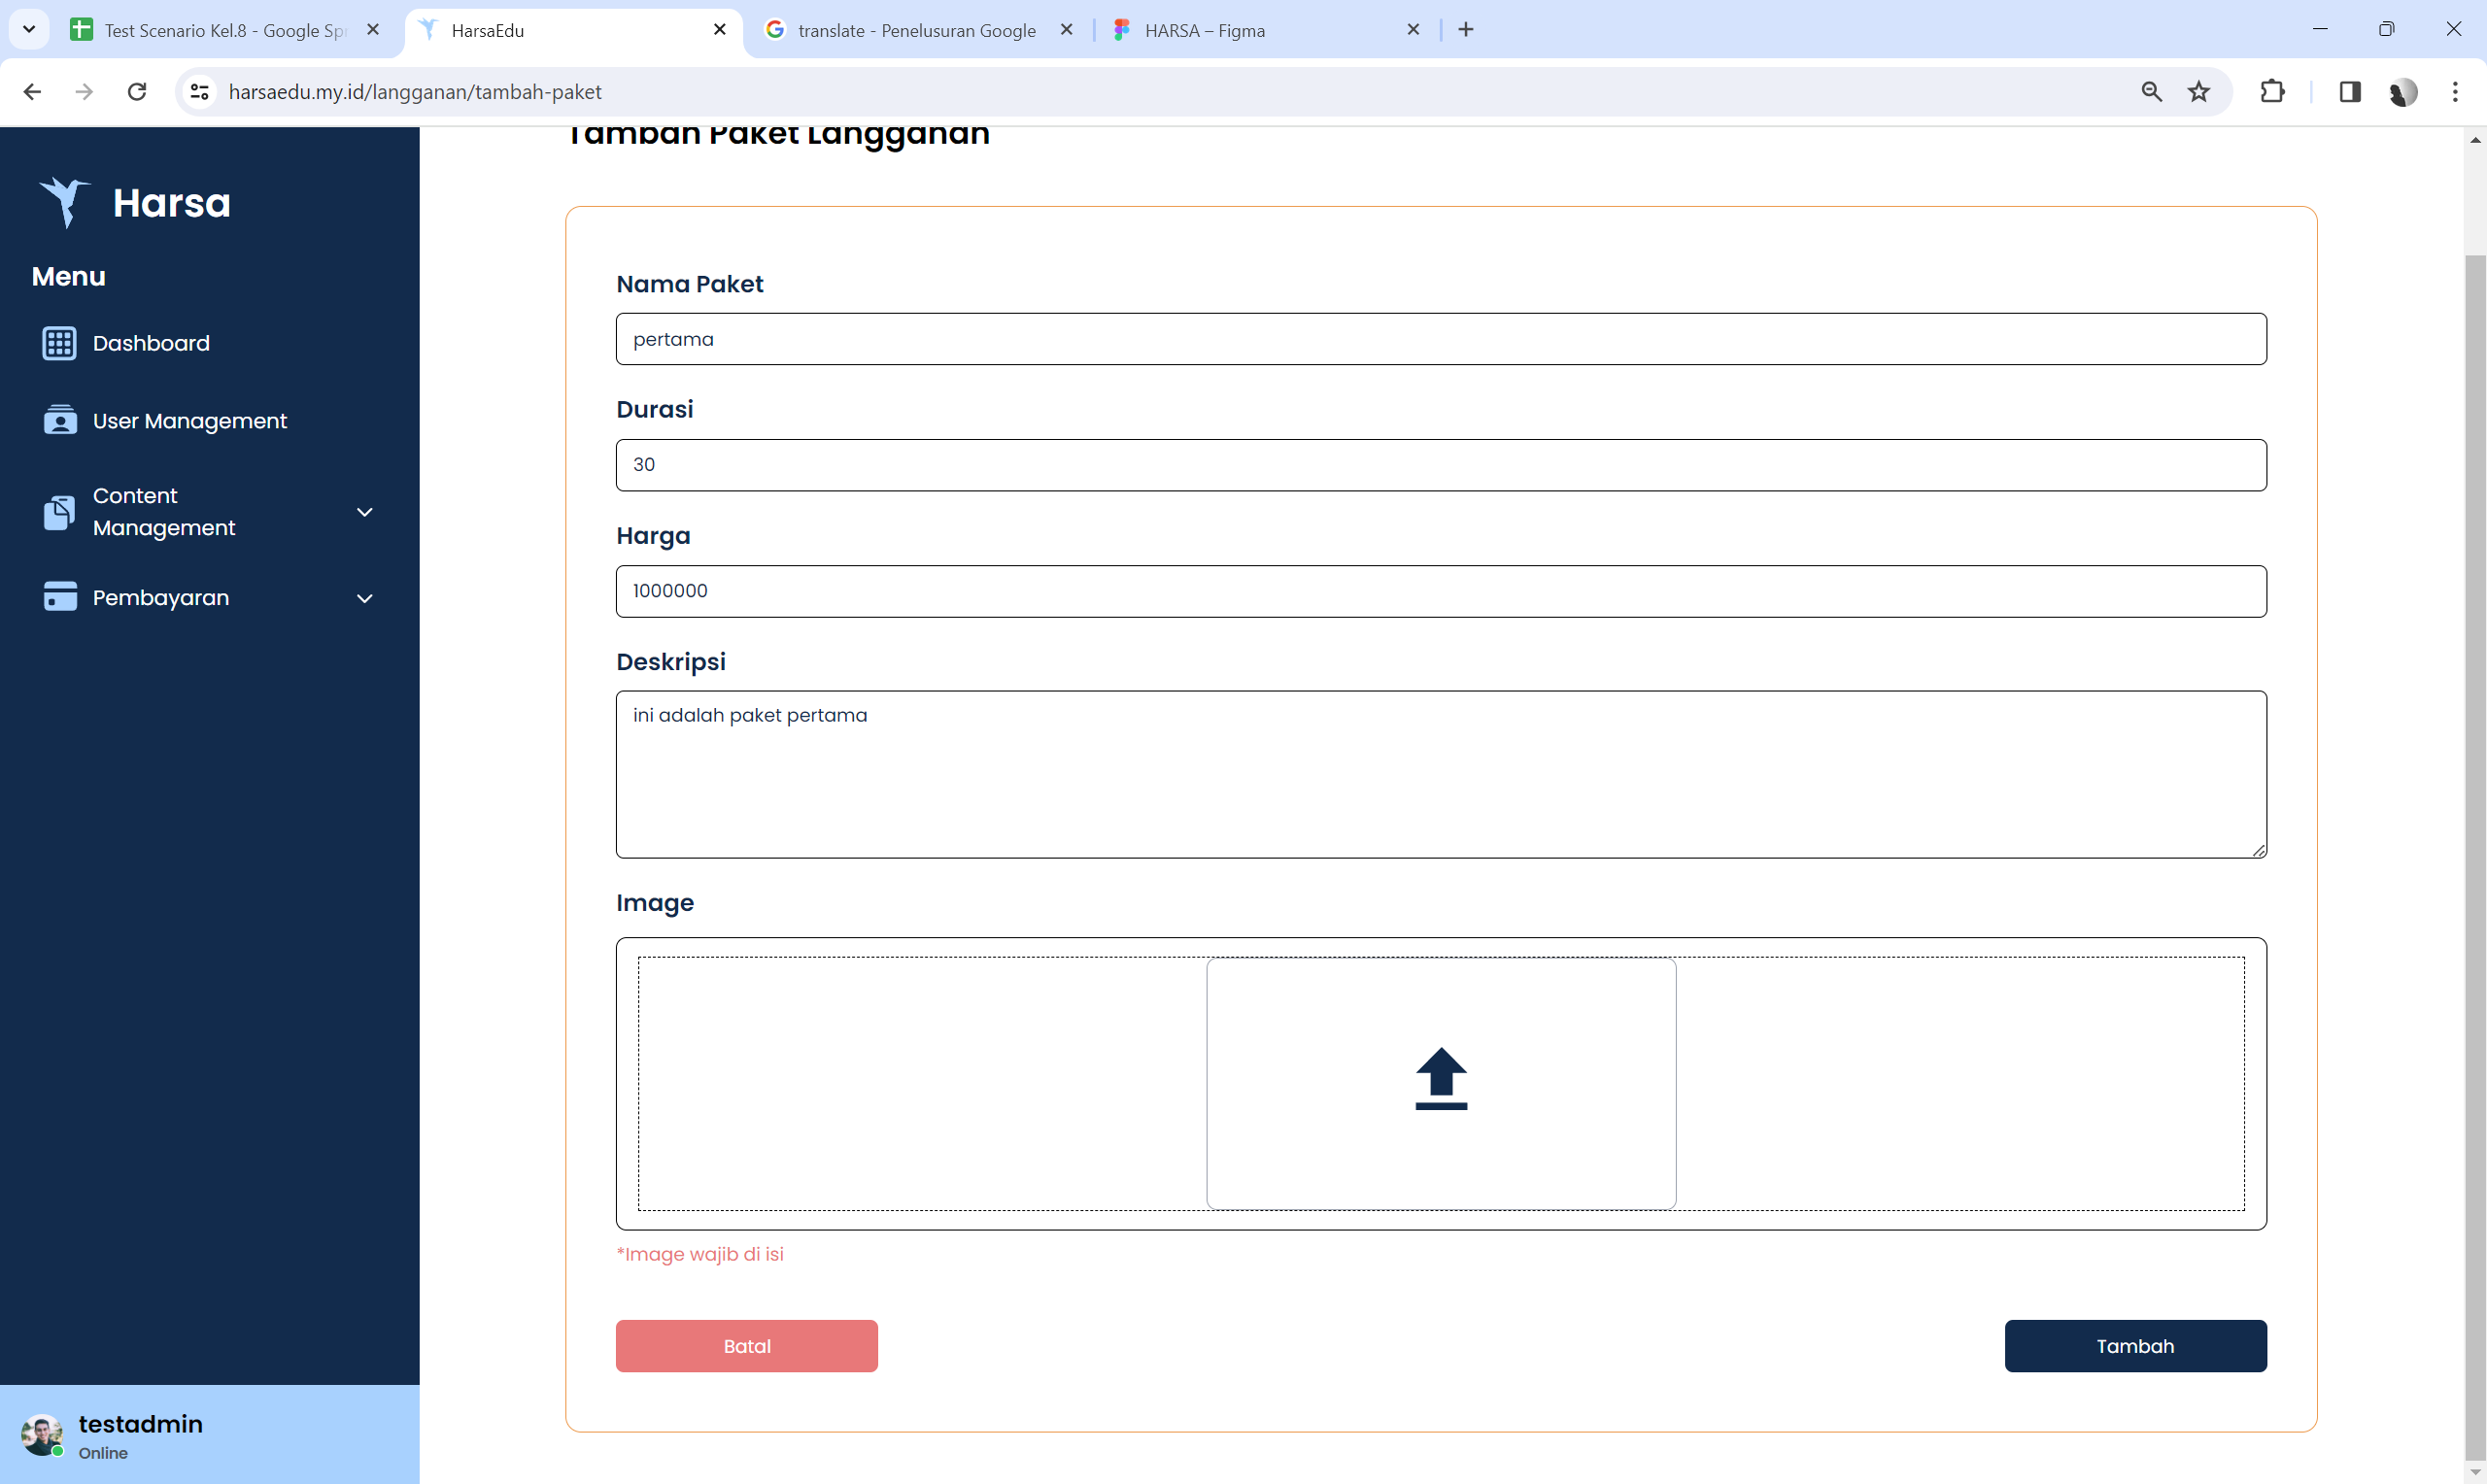 Test Scenario Kel.8 - Google Spr
HarsaEdu
translate - Penelusuran Google
HARSA – Figma
harsaedu.my.id/langganan/tambah-paket
Harsa
Menu
Dashboard
User Management
Content
Management
Pembayaran
testadmin
Online
Tambah Paket Langganan
Nama Paket
pertama
Durasi
30
Harga
1000000
Deskripsi
ini adalah paket pertama
Image
*Image wajib di isi
Batal
Tambah